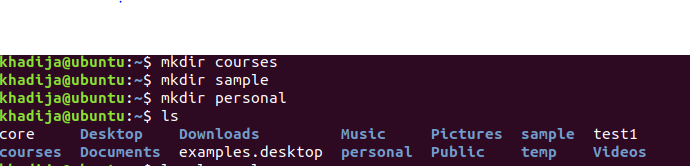 khadija@ubuntu:~$ mkdir courses
khadija@ubuntu:~$ mkdir sample
khadija@ubuntu:~$ mkdir personal
khadija@ubuntu:~$ ls
core Desktop Downloads Music Pictures sample test1
courses Documents examples.desktop personal Public temp Videos